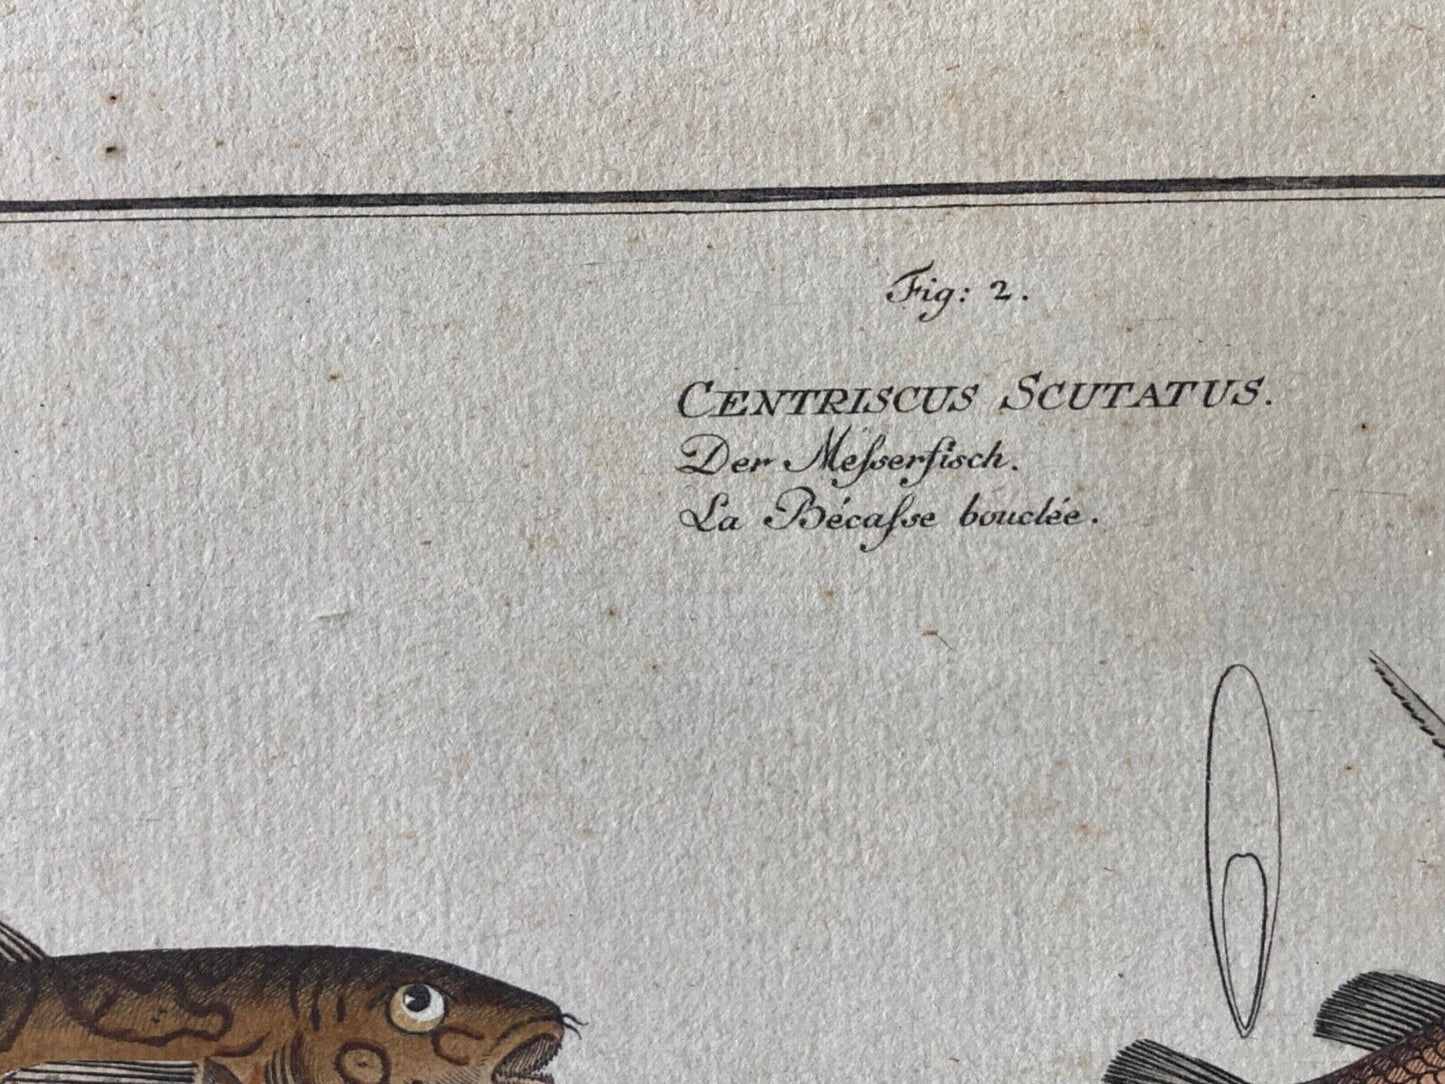 Fig: 2.
CENTRISCUS SCUTATUS.
Der Meſserfisch.
La Bécaſse bouclée.